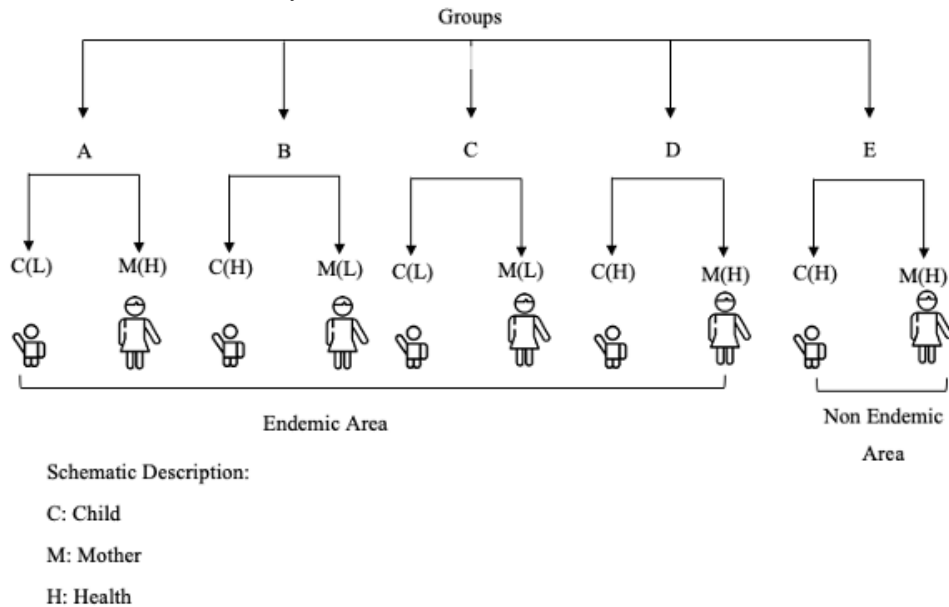 Groups
A B C D E
C(L) M(H) C(H) M(L) C(L) M(L) C(H) M(H) C(H) M(H)
Endemic Area
Non Endemic
Area
Schematic Description:
C: Child
M: Mother
H: Health